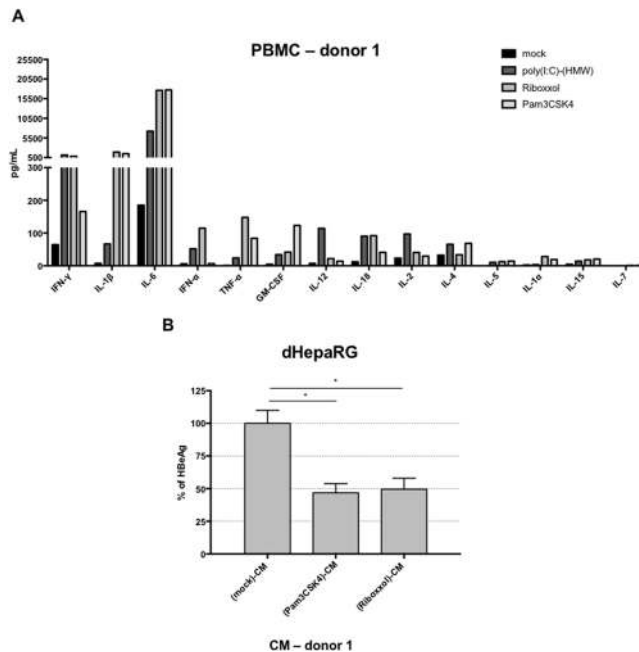 A
PBMC – donor 1
mock
poly(I:C)-(HMW)
Riboxxol
Pam3CSK4
pg/mL
25500
20500
15500
10500
5500
500
300
200
100
0
IFN-γ
IL-1β
IL-6
IFN-α
TNF-α
GM-CSF
IL-12
IL-18
IL-2
IL-4
IL-5
IL-1α
IL-15
IL-7
B
dHepaRG
% of HBeAg
125
100
75
50
25
0
*
*
(mock)-CM
(Pam3CSK4)-CM
(Riboxxol)-CM
CM – donor 1